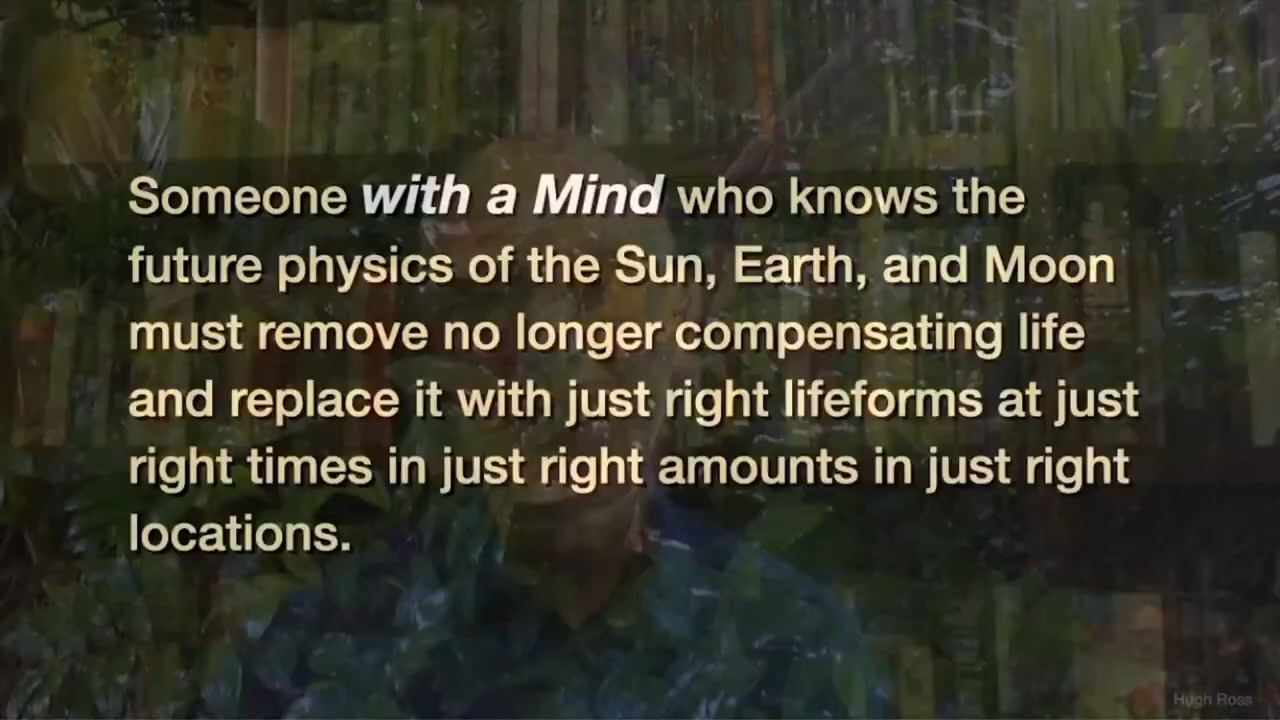 Someone with a Mind who knows the
future physics of the Sun, Earth, and Moon
must remove no longer compensating life
and replace it with just right lifeforms at just
right times in just right amounts in just right
locations.
Hugh Ross